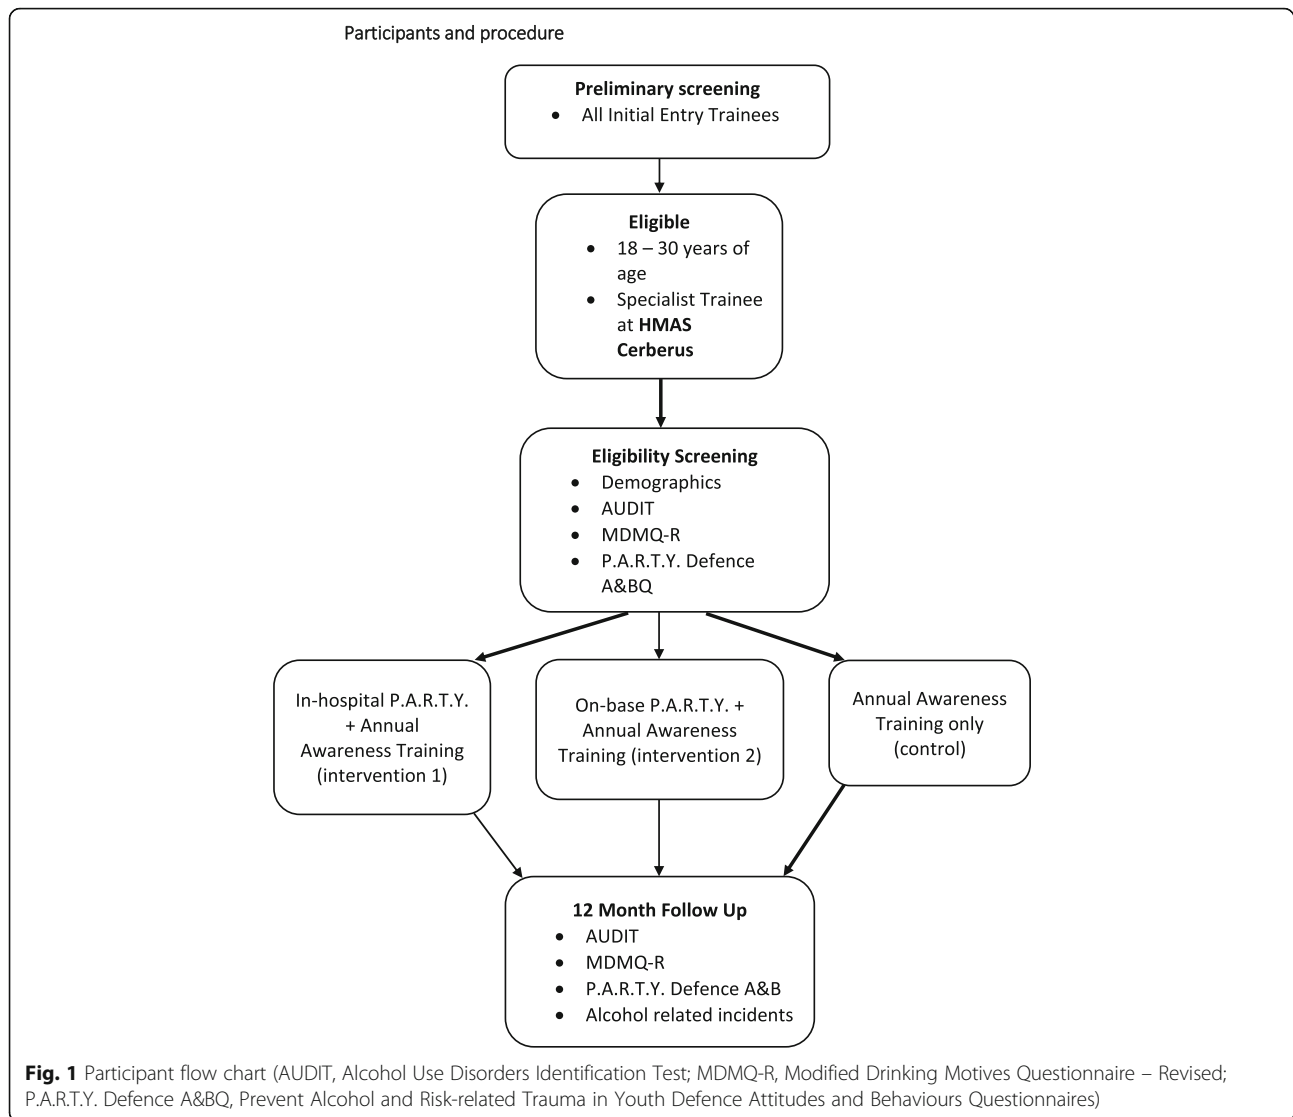 Participants and procedure
Preliminary screening
• All Initial Entry Trainees
Eligible
• 18 – 30 years of
age
• Specialist Trainee
at HMAS
Cerberus
Eligibility Screening
• Demographics
• AUDIT
• MDMQ-R
• P.A.R.T.Y. Defence
A&BQ
In-hospital P.A.R.T.Y.
+ Annual
Awareness Training
(intervention 1)
On-base P.A.R.T.Y. +
Annual Awareness
Training (intervention 2)
Annual Awareness
Training only
(control)
12 Month Follow Up
• AUDIT
• MDMQ-R
• P.A.R.T.Y. Defence A&B
• Alcohol related incidents
Fig. 1 Participant flow chart (AUDIT, Alcohol Use Disorders Identification Test; MDMQ-R, Modified Drinking Motives Questionnaire – Revised;
P.A.R.T.Y. Defence A&BQ, Prevent Alcohol and Risk-related Trauma in Youth Defence Attitudes and Behaviours Questionnaires)